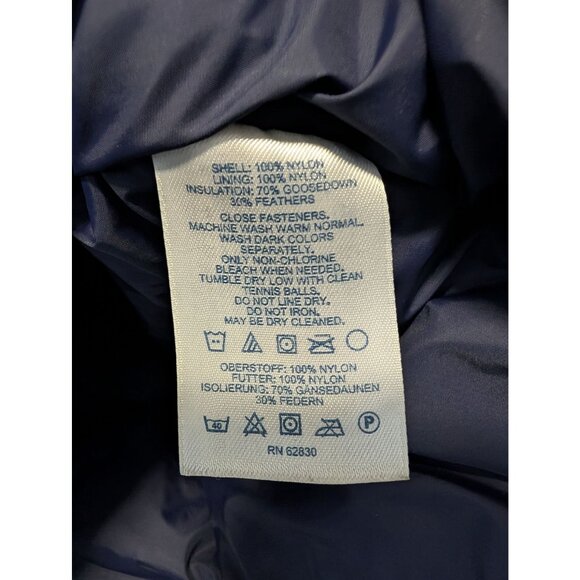 SHELL: 100% NYLON
LINING: 100% NYLON
INSULATION: 70% GOOSEDOWN
30% FEATHERS
CLOSE FASTENERS.
MACHINE WASH WARM NORMAL.
WASH DARK COLORS
SEPARATELY.
ONLY NON-CHLORINE
BLEACH WHEN NEEDED.
TUMBLE DRY LOW WITH CLEAN
TENNIS BALLS.
DO NOT LINE DRY.
DO NOT IRON.
MAY BE DRY CLEANED.
OBERSTOFF: 100% NYLON
FUTTER: 100% NYLON
ISOLIERUNG: 70% GÄNSEDAUNEN
30% FEDERN
40 P
RN 62830